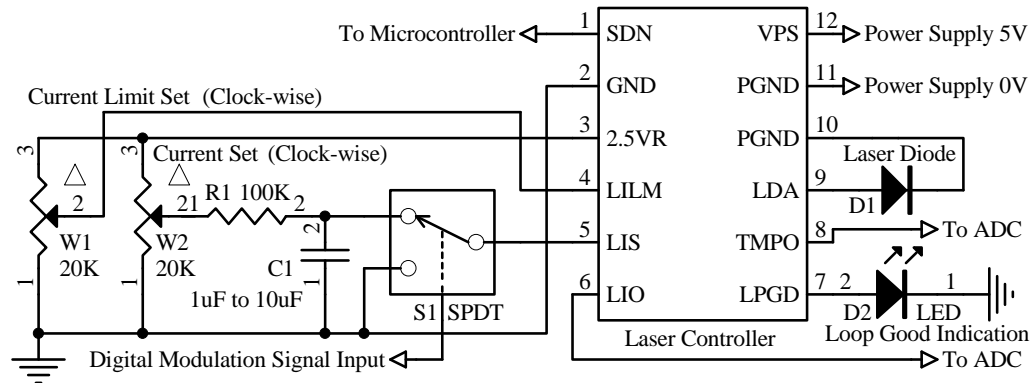 To Microcontroller
1 SDN VPS 12 Power Supply 5V
2 GND PGND 11 Power Supply 0V
Current Limit Set (Clock-wise)
3 2.5VR PGND 10
3 3 Current Set (Clock-wise)
Laser Diode
2 21 R1 100K 2 4 LILM LDA 9
D1
W1 W2 2 5 LIS TMPO 8 To ADC
20K 20K C1
1 1 1uF to 10uF 1 6 LIO LPGD 7 2 1
S1 SPDT D2 LED
Laser Controller Loop Good Indication
Digital Modulation Signal Input To ADC